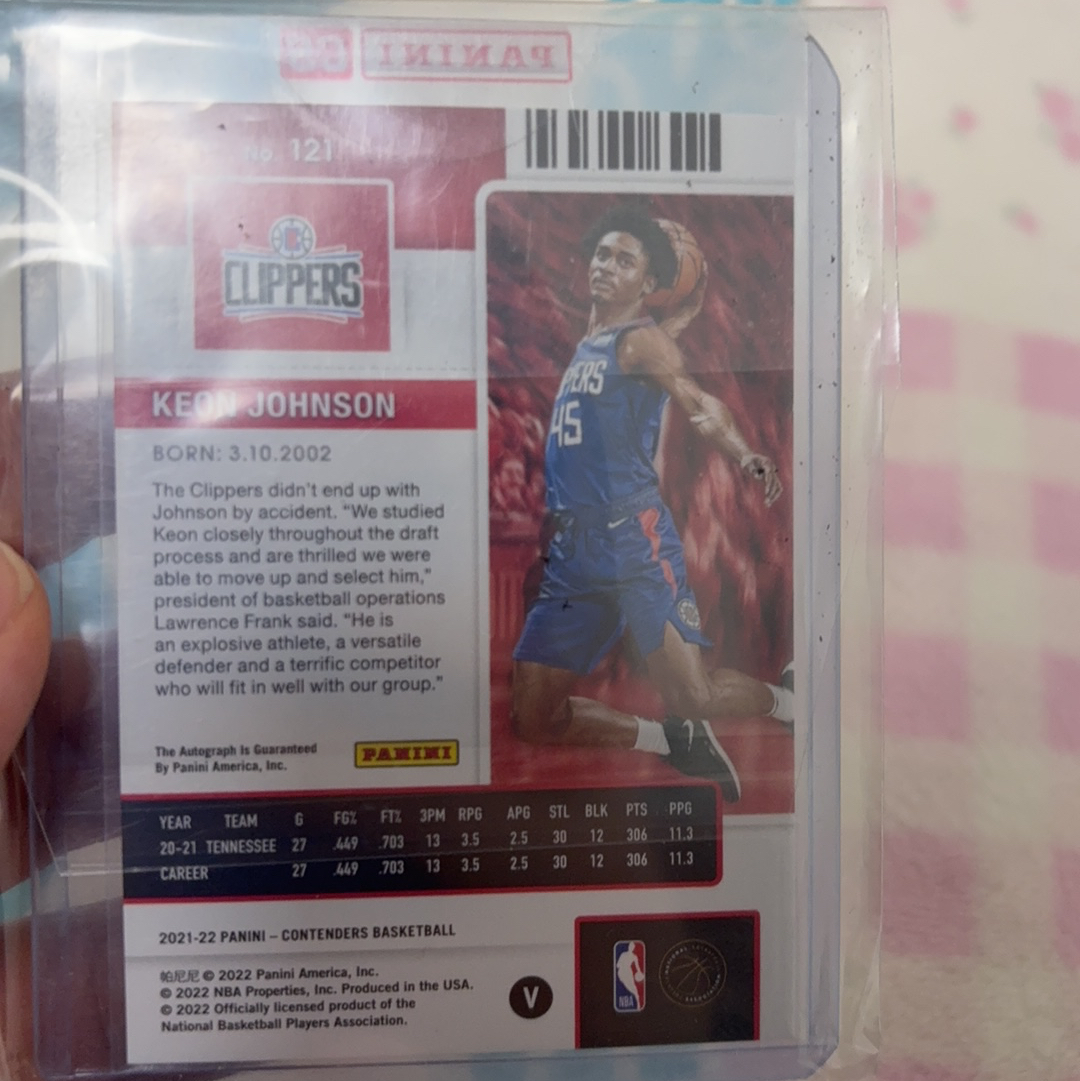 PANINI
No. 121
CLIPPERS
KEON JOHNSON
BORN: 3.10.2002
The Clippers didn't end up with
Johnson by accident. "We studied
Keon closely throughout the draft
process and are thrilled we were
able to move up and select him,"
president of basketball operations
Lawrence Frank said. "He is
an explosive athlete, a versatile
defender and a terrific competitor
who will fit in well with our group."
PPERS
45
The Autograph Is Guaranteed
By Panini America, Inc.
PANINI
YEAR TEAM G FG% FT% 3PM RPG APG STL BLK PTS PPG
20-21 TENNESSEE 27 .449 .703 13 3.5 2.5 30 12 306 11.3
CAREER 27 .449 .703 13 3.5 2.5 30 12 306 11.3
2021-22 PANINI – CONTENDERS BASKETBALL
帕尼尼 © 2022 Panini America, Inc.
© 2022 NBA Properties, Inc. Produced in the USA.
© 2022 Officially licensed product of the
National Basketball Players Association.
V
NBA